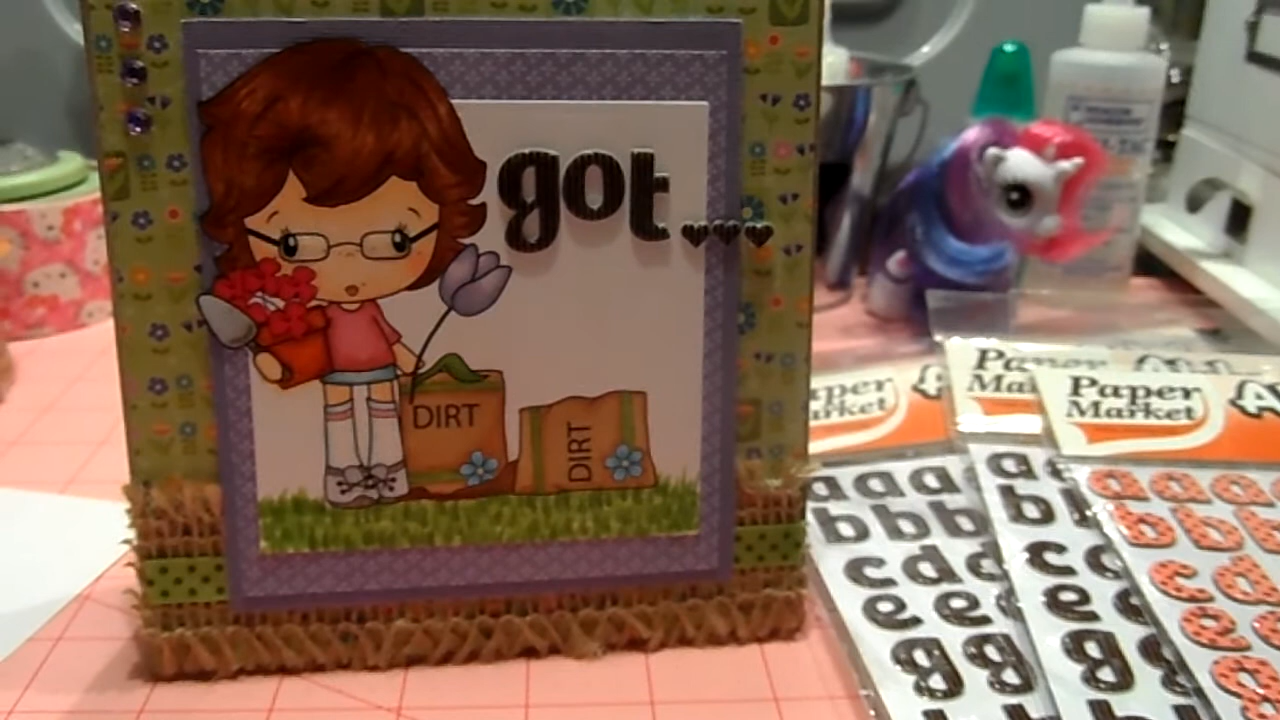 got...
DIRT
DIRT
Paper
Market
Paper
Market
Paper
Market
a a a
b b b
c d d
e e e
g g
a
b
c
e
g g
a a a
b b b
c d
e e